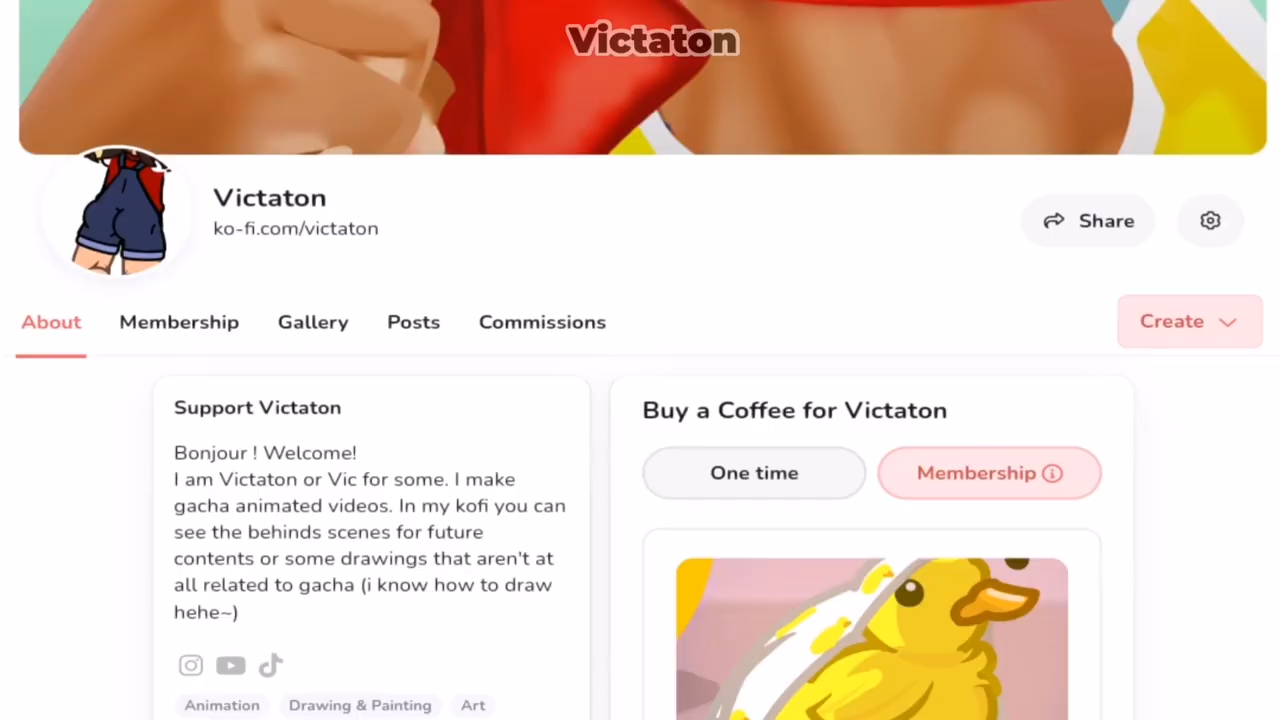 Victaton
Victaton
ko-fi.com/victaton
Share
About
Membership
Gallery
Posts
Commissions
Create
Support Victaton
Bonjour ! Welcome!
I am Victaton or Vic for some. I make
gacha animated videos. In my kofi you can
see the behinds scenes for future
contents or some drawings that aren't at
all related to gacha (i know how to draw
hehe~)
Animation
Drawing & Painting
Art
Buy a Coffee for Victaton
One time
Membership